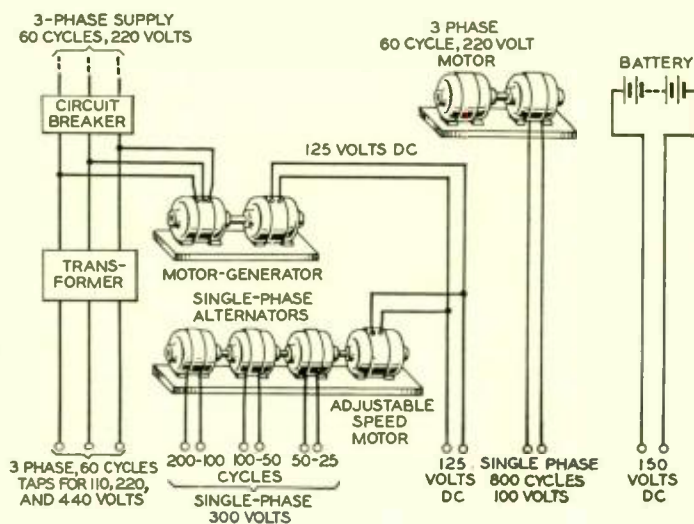 3-PHASE SUPPLY
60 CYCLES, 220 VOLTS
CIRCUIT
BREAKER
3 PHASE
60 CYCLE, 220 VOLT
MOTOR
BATTERY
125 VOLTS DC
TRANS-
FORMER
MOTOR-GENERATOR
SINGLE-PHASE
ALTERNATORS
ADJUSTABLE
SPEED
MOTOR
3 PHASE, 60 CYCLES
TAPS FOR 110, 220,
AND 440 VOLTS
200-100 100-50 50-25
CYCLES
SINGLE-PHASE
300 VOLTS
125
VOLTS
DC
SINGLE PHASE
800 CYCLES
100 VOLTS
150
VOLTS
DC